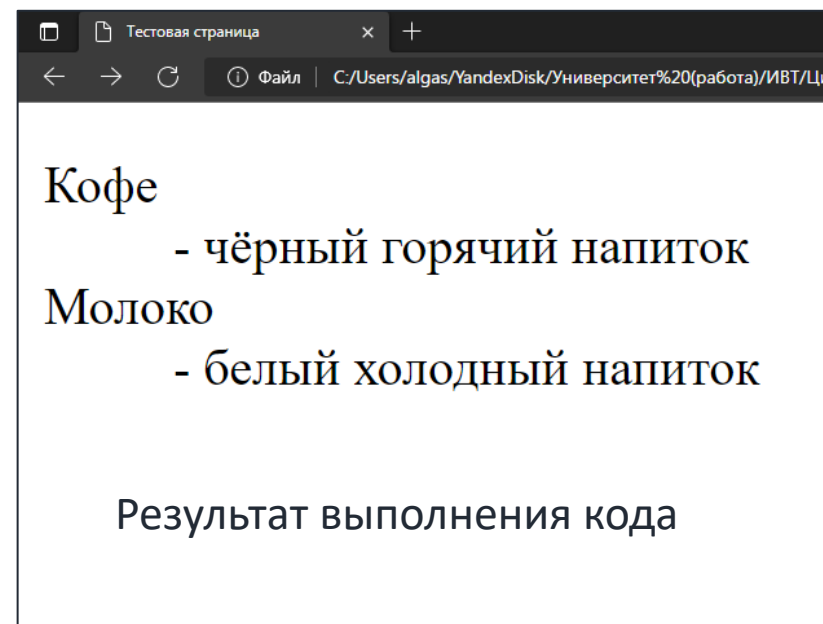 Тестовая страница
Файл C:/Users/algas/YandexDisk/Университет%20(работа)/ИВТ/Ци
Кофе
- чёрный горячий напиток
Молоко
- белый холодный напиток
Результат выполнения кода